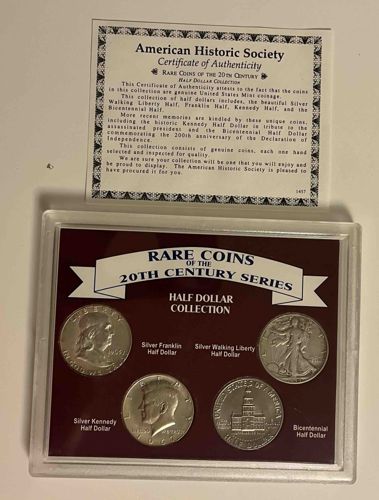 American Historic Society
Certificate of Authenticity
RARE COINS OF THE 20TH CENTURY
HALF DOLLAR COLLECTION
This Certificate of Authenticity attests to the fact that the coins
in this collection are genuine United States Mint coinage.
This collection of half dollars includes, the beautiful Silver
Walking Liberty Half, Franklin Half, Kennedy Half, and the
Bicentennial Half.
More recent memories are kindled by these unique coins,
including the historic Kennedy Half Dollar in tribute to the
assassinated president and the Bicentennial Half Dollar
commemorating the 200th anniversary of the Declaration of
Independence.
This collection consists of genuine coins, each one hand
selected and inspected for quality.
We are sure your collection will be one that you will enjoy and
be proud to display. The American Historic Society is pleased to
have procured it for you.
1457
RARE COINS
OF THE
20TH CENTURY SERIES
HALF DOLLAR
COLLECTION
LIBERTY
Silver Franklin
Half Dollar
Silver Walking Liberty
Half Dollar
Silver Kennedy
Half Dollar
UNITED STATES OF AMERICA
HALF DOLLAR
Bicentennial
Half Dollar